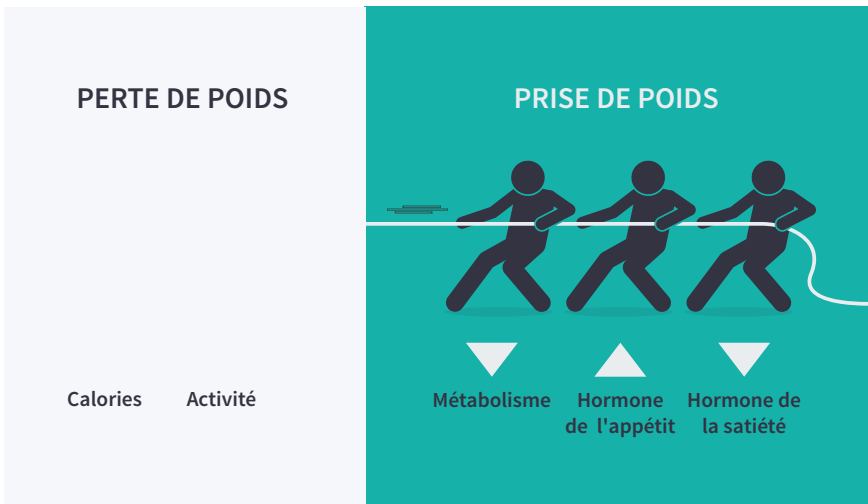 PERTE DE POIDS
PRISE DE POIDS
Calories
Activité
Métabolisme
Hormone
de l'appétit
Hormone de
la satiété